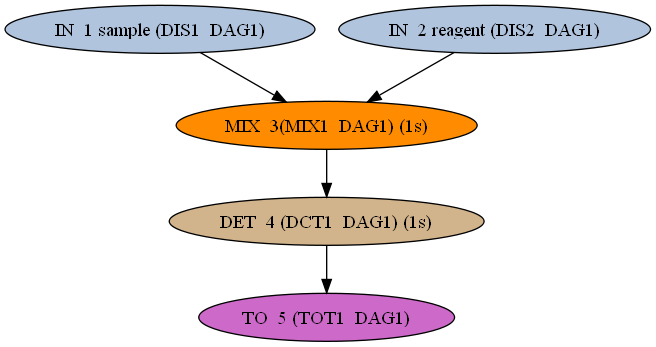 IN 1 sample (DIS1 DAG1)
IN 2 reagent (DIS2 DAG1)
MIX 3(MIX1 DAG1) (1s)
DET 4 (DCT1 DAG1) (1s)
TO 5 (TOT1 DAG1)